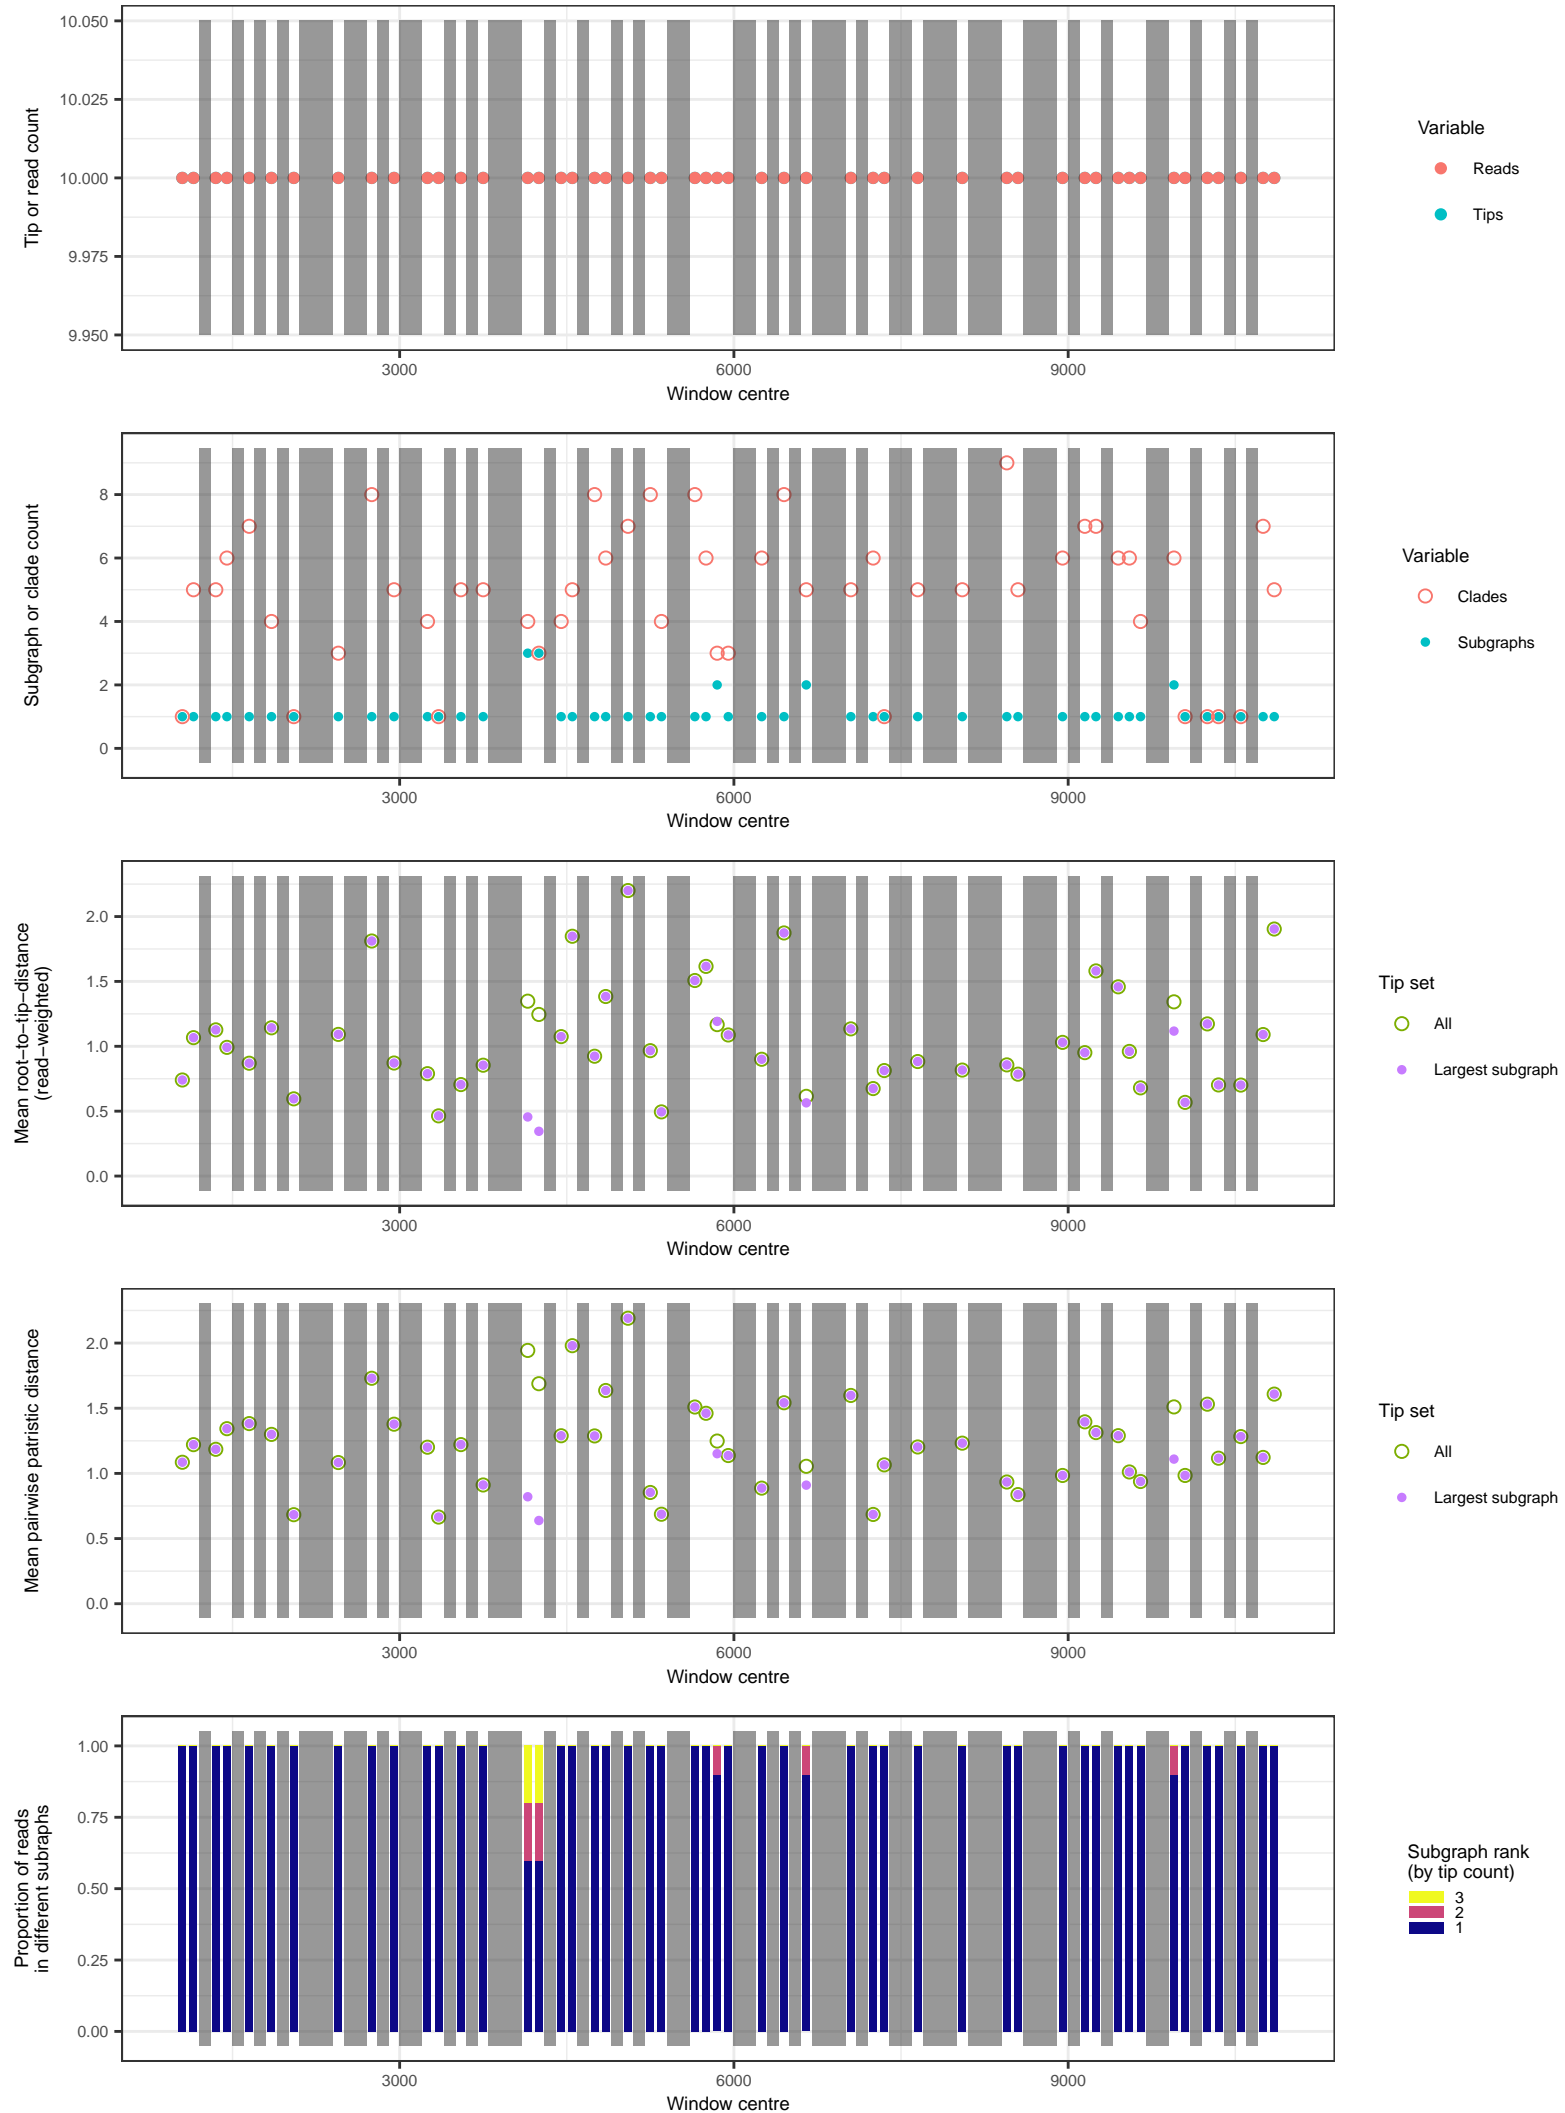 10.050
10.025
10.000
9.975
9.950
Tip or read count
3000
6000
9000
Window centre
Variable
Reads
Tips
8
6
4
2
0
Subgraph or clade count
3000
6000
9000
Window centre
Variable
Clades
Subgraphs
2.0
1.5
1.0
0.5
0.0
Mean root−to−tip−distance
(read−weighted)
3000
6000
9000
Window centre
Tip set
All
Largest subgraph
2.0
1.5
1.0
0.5
0.0
Mean pairwise patristic distance
3000
6000
9000
Window centre
Tip set
All
Largest subgraph
1.00
0.75
0.50
0.25
0.00
Proportion of reads
in different subraphs
3000
6000
9000
Window centre
Subgraph rank
(by tip count)
3
2
1